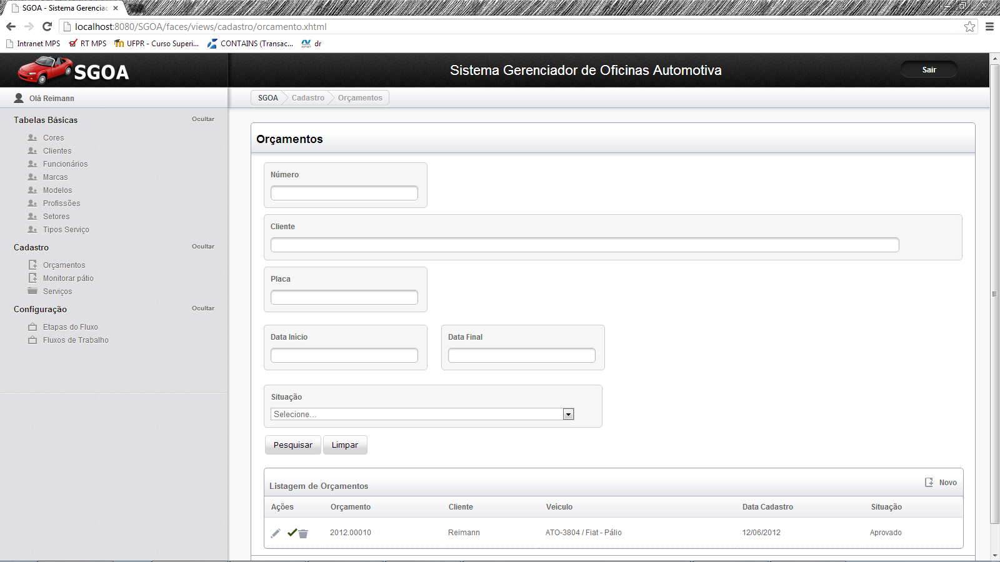 SGOA - Sistema Gerenciac
localhost:8080/SGOA/faces/views/cadastro/orcamento.xhtml
Intranet MPS
RT MPS
UFPR - Curso Superi...
CONTAINS (Transac...
dr
SGOA
Sistema Gerenciador de Oficinas Automotiva
Sair
Olá Reimann
SGOA
Cadastro
Orçamentos
Tabelas Básicas
Ocultar
Cores
Clientes
Funcionários
Marcas
Modelos
Profissões
Setores
Tipos Serviço
Cadastro
Ocultar
Orçamentos
Monitorar pátio
Serviços
Configuração
Ocultar
Etapas do Fluxo
Fluxos de Trabalho
Orçamentos
Número
Cliente
Placa
Data Início
Data Final
Situação
Selecione...
Pesquisar
Limpar
Listagem de Orçamentos
Novo
Ações
Orçamento
Cliente
Veículo
Data Cadastro
Situação
2012.00010
Reimann
ATO-3804 / Fiat - Pálio
12/06/2012
Aprovado